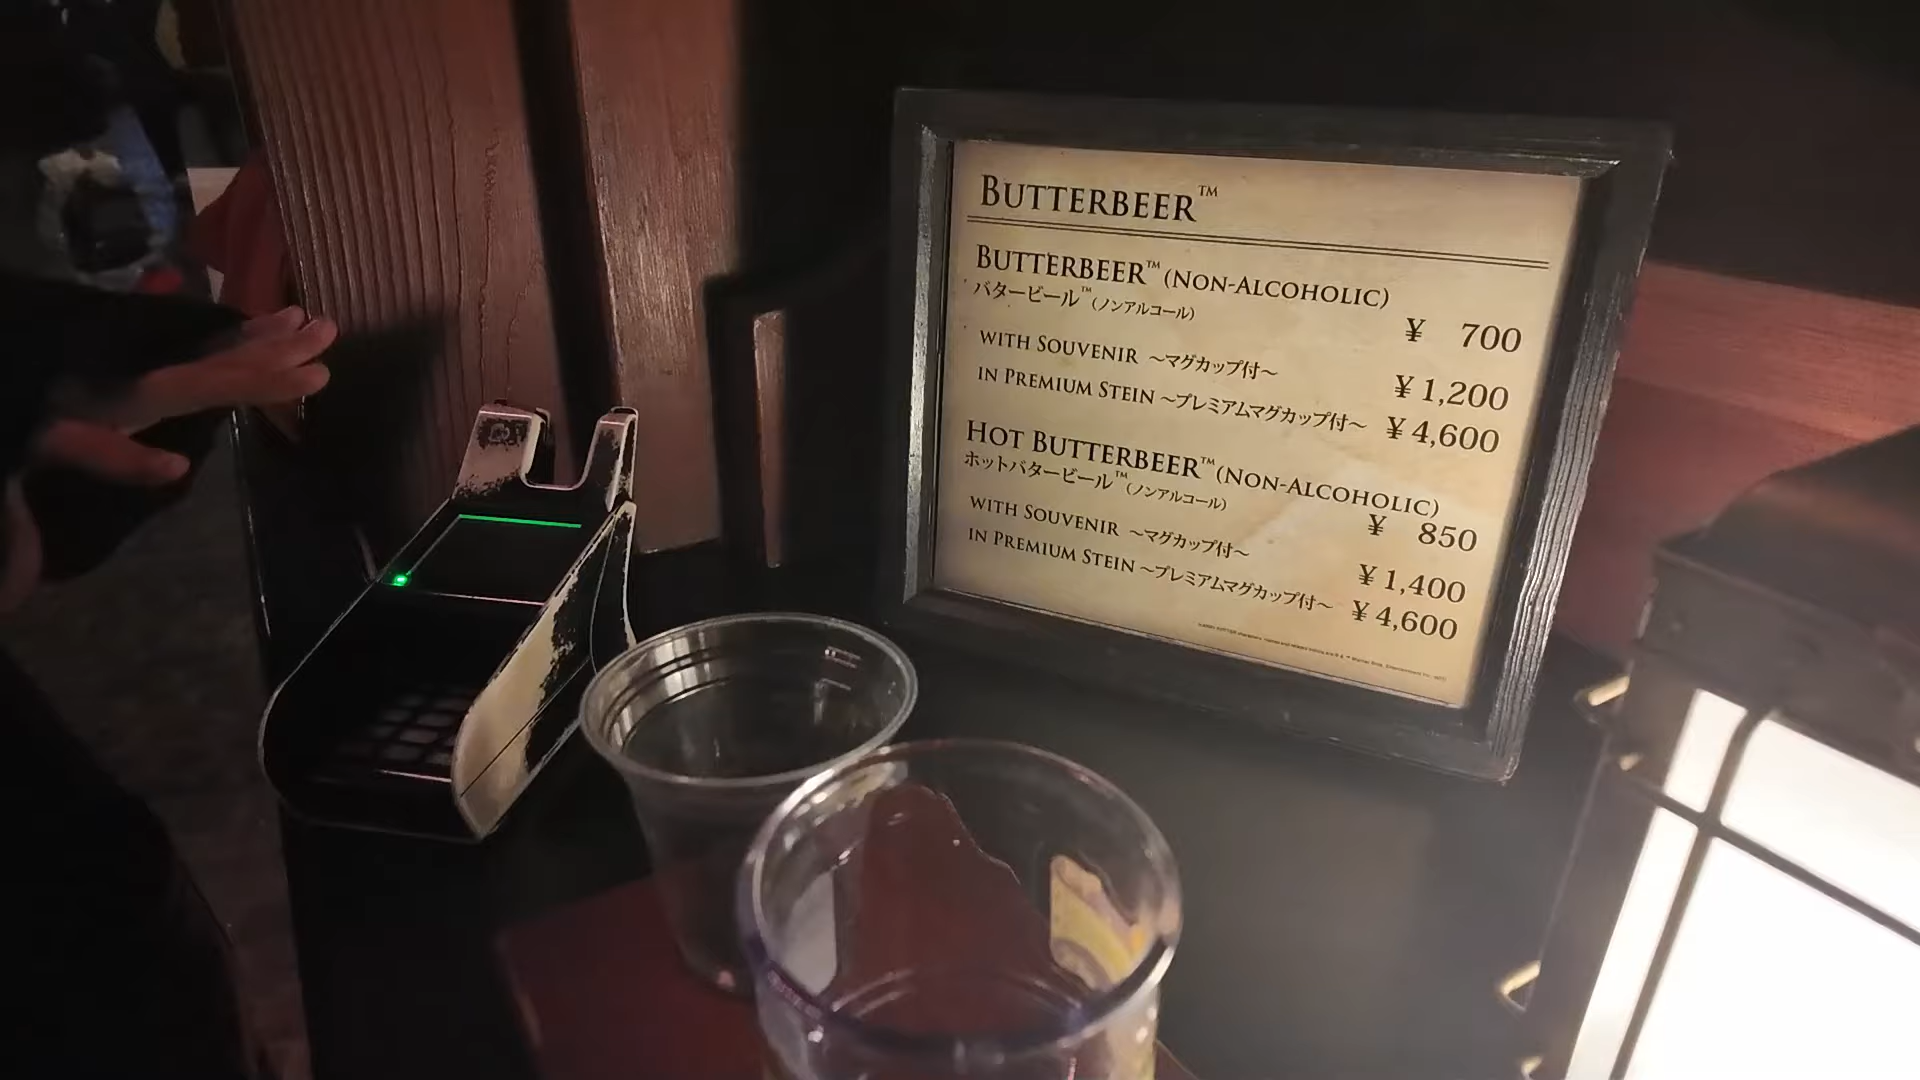 BUTTERBEER™
BUTTERBEER™ (NON-ALCOHOLIC)
バタービール™ (ノンアルコール)
¥ 700
WITH SOUVENIR ～マグカップ付～ ¥1,200
IN PREMIUM STEIN ～プレミアムマグカップ付～ ¥4,600
HOT BUTTERBEER™ (NON-ALCOHOLIC)
ホットバタービール™ (ノンアルコール)
¥ 850
WITH SOUVENIR ～マグカップ付～ ¥1,400
IN PREMIUM STEIN ～プレミアムマグカップ付～ ¥4,600